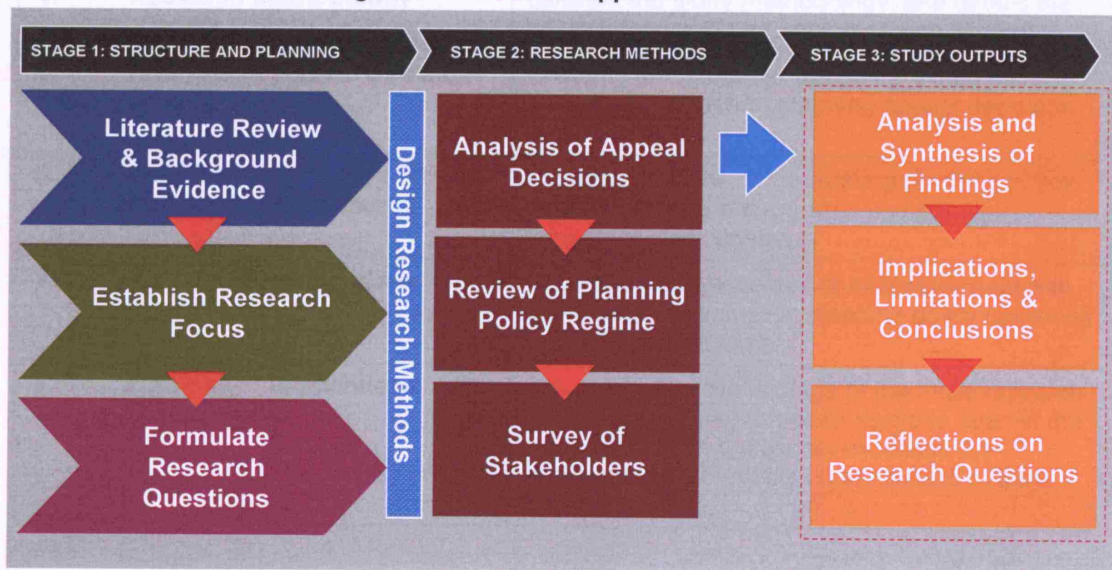 STAGE 1: STRUCTURE AND PLANNING
STAGE 2: RESEARCH METHODS
STAGE 3: STUDY OUTPUTS
Literature Review
& Background
Evidence
Establish Research
Focus
Formulate
Research
Questions
Design Research Methods
Analysis of Appeal
Decisions
Review of Planning
Policy Regime
Survey of
Stakeholders
Analysis and
Synthesis of
Findings
Implications,
Limitations &
Conclusions
Reflections on
Research Questions